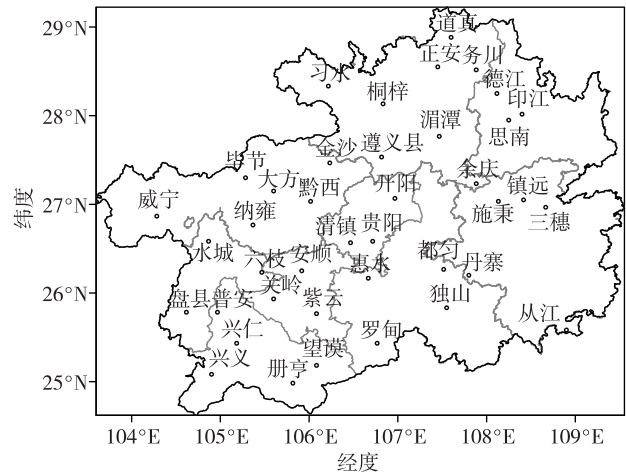 29°N
28°N
27°N
26°N
25°N
纬度
道真
正安 务川
习水
德江
桐梓
印江
湄潭
思南
金沙 遵义县
毕节
余庆
大方
黔西
开阳
镇远
威宁
纳雍
施秉
三穗
清镇 贵阳
水城
六枝 安顺
惠水
都匀
丹寨
关岭
盘县 普安
紫云
独山
从江
兴仁
罗甸
望谟
兴义
册亨
104°E 105°E 106°E 107°E 108°E 109°E
经度